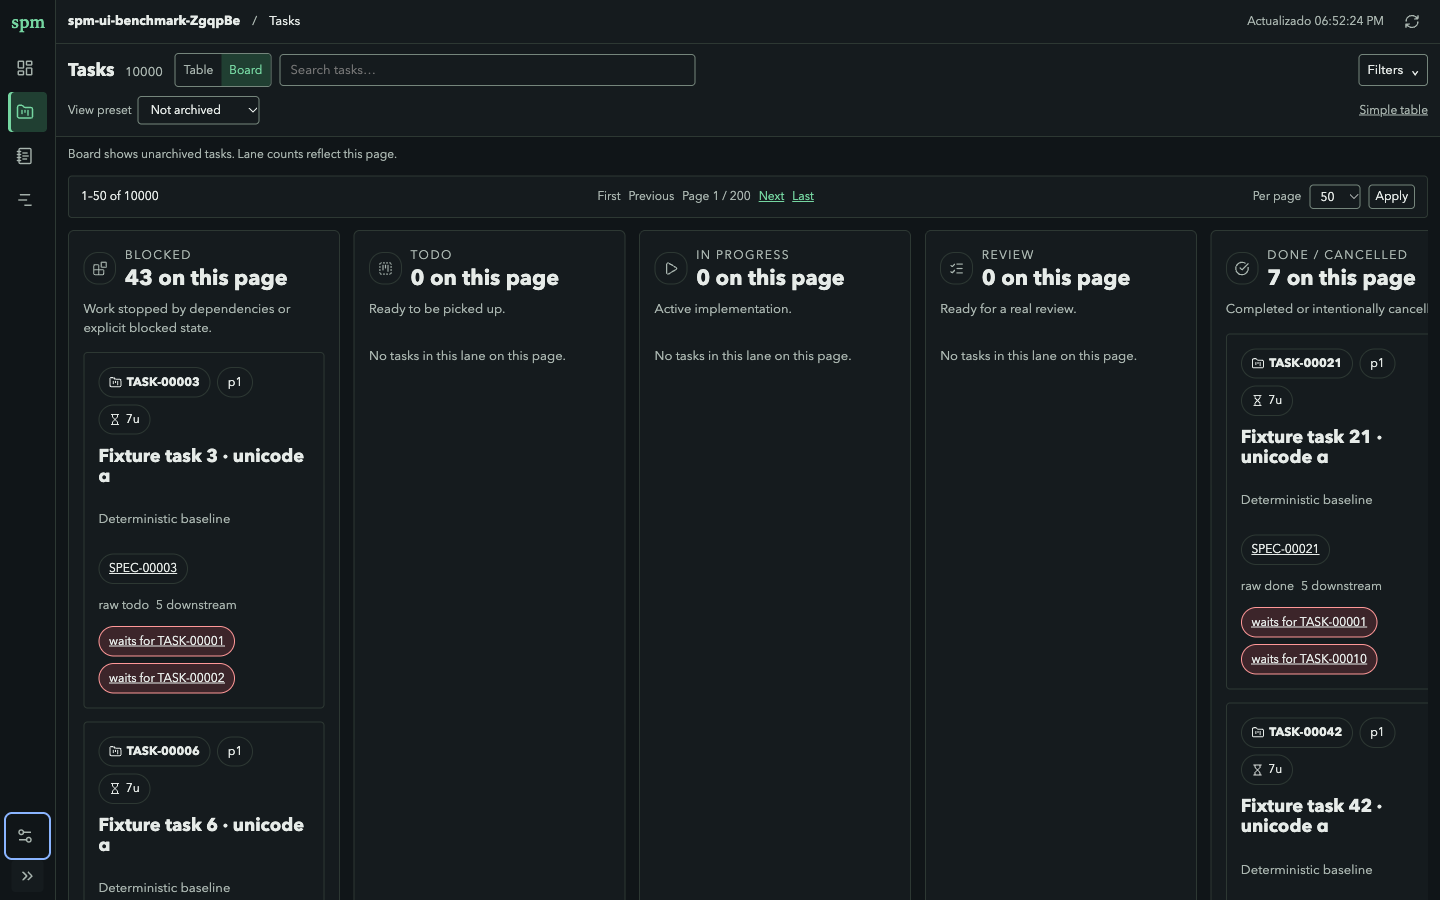 spm
spm-ui-benchmark-ZgqpBe / Tasks
Actualizado 06:52:24 PM
Tasks 10000 Table Board Search tasks… Filters
View preset Not archived Simple table
Board shows unarchived tasks. Lane counts reflect this page.
1–50 of 10000 First Previous Page 1 / 200 Next Last Per page 50 Apply
BLOCKED
43 on this page
Work stopped by dependencies or
explicit blocked state.
TASK-00003 p1
7u
Fixture task 3 · unicode
a
Deterministic baseline
SPEC-00003
raw todo 5 downstream
waits for TASK-00001
waits for TASK-00002
TASK-00006 p1
7u
Fixture task 6 · unicode
a
Deterministic baseline
TODO
0 on this page
Ready to be picked up.
No tasks in this lane on this page.
IN PROGRESS
0 on this page
Active implementation.
No tasks in this lane on this page.
REVIEW
0 on this page
Ready for a real review.
No tasks in this lane on this page.
DONE / CANCELLED
7 on this page
Completed or intentionally cancell
TASK-00021 p1
7u
Fixture task 21 ·
unicode a
Deterministic baseline
SPEC-00021
raw done 5 downstream
waits for TASK-00001
waits for TASK-00010
TASK-00042 p1
7u
Fixture task 42 ·
unicode a
Deterministic baseline